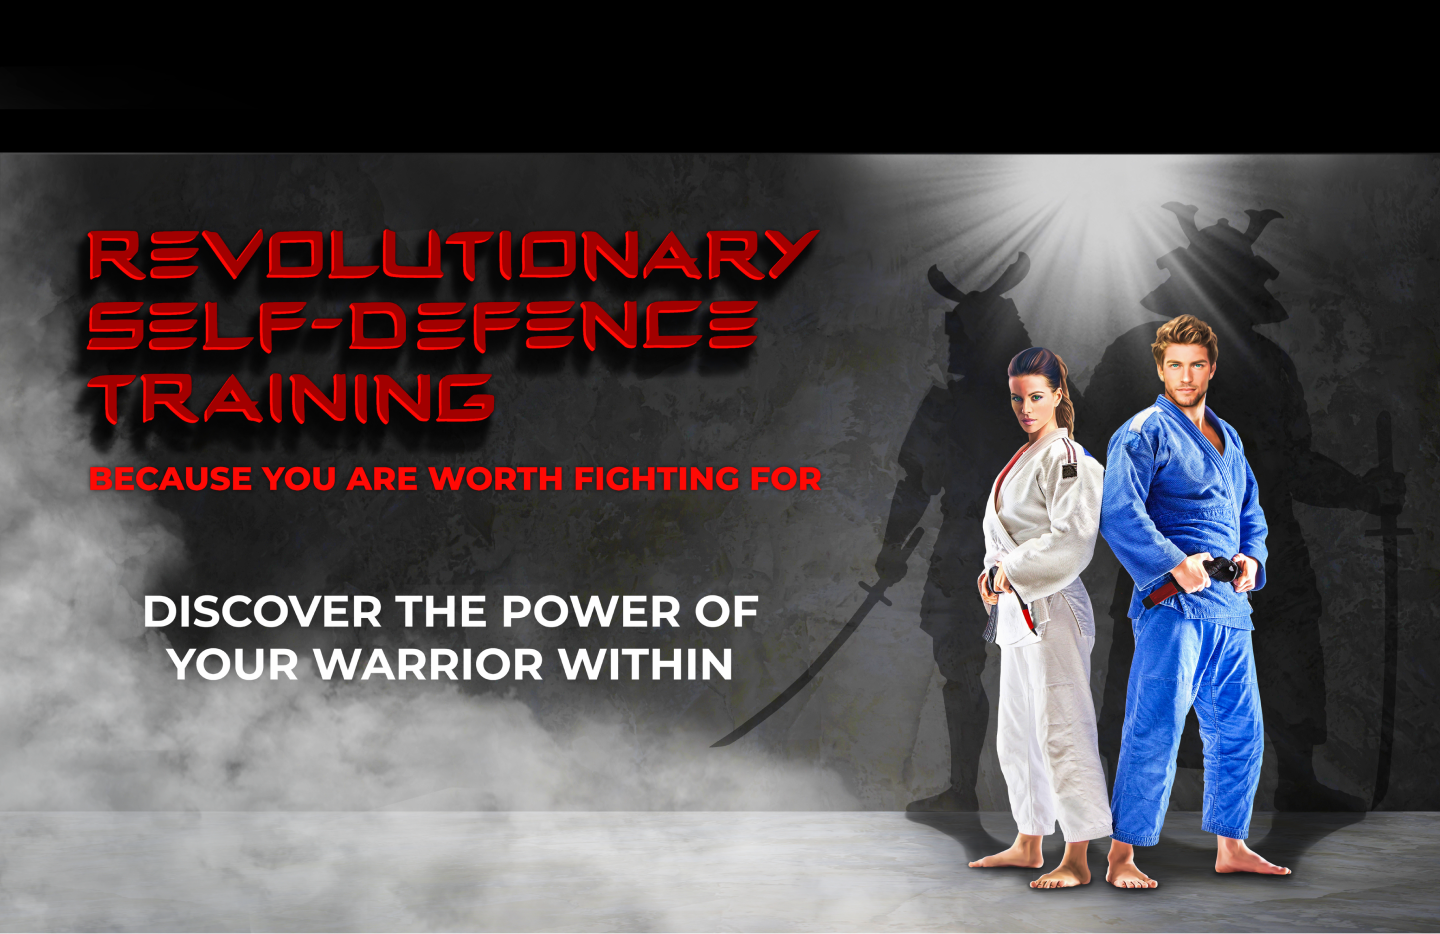 REVOLUTIONARY
SELF-DEFENCE
TRAINING
BECAUSE YOU ARE WORTH FIGHTING FOR
DISCOVER THE POWER OF
YOUR WARRIOR WITHIN